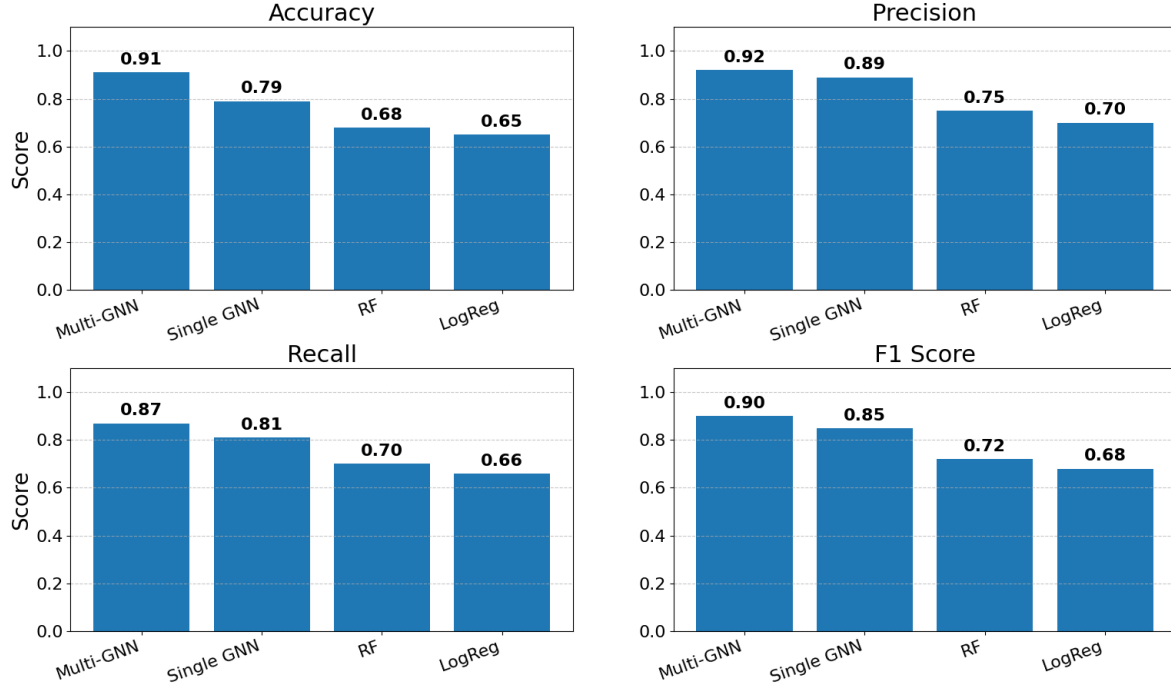 Accuracy
Score
1.0
0.8
0.6
0.4
0.2
0.0
0.91
0.79
0.68
0.65
Multi-GNN
Single GNN
RF
LogReg
Precision
1.0
0.8
0.6
0.4
0.2
0.0
0.92
0.89
0.75
0.70
Multi-GNN
Single GNN
RF
LogReg
Recall
Score
1.0
0.8
0.6
0.4
0.2
0.0
0.87
0.81
0.70
0.66
Multi-GNN
Single GNN
RF
LogReg
F1 Score
1.0
0.8
0.6
0.4
0.2
0.0
0.90
0.85
0.72
0.68
Multi-GNN
Single GNN
RF
LogReg